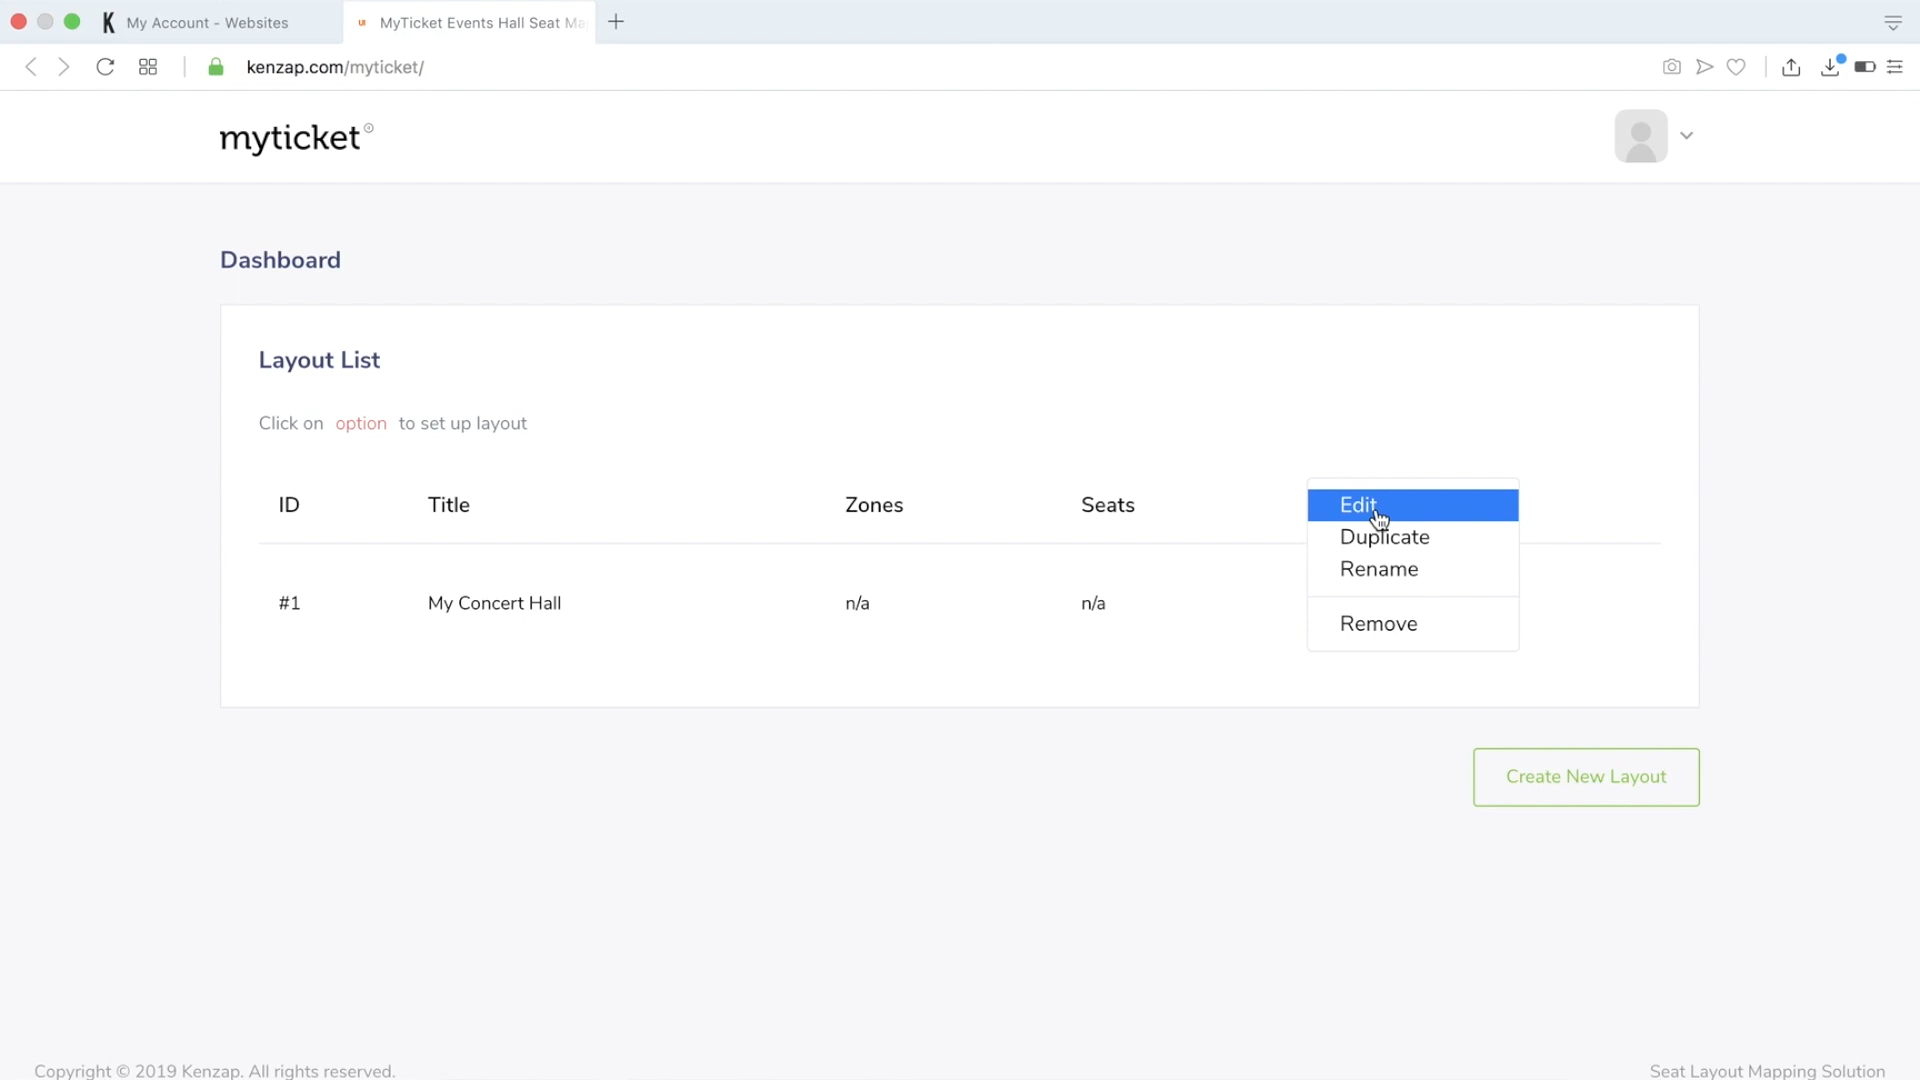 K My Account - Websites
UI MyTicket Events Hall Seat Ma
kenzap.com/myticket/
myticket
Dashboard
Layout List
Click on option to set up layout
ID Title Zones Seats
#1 My Concert Hall n/a n/a
Edit
Duplicate
Rename
Remove
Create New Layout
Copyright © 2019 Kenzap. All rights reserved.
Seat Layout Mapping Solution